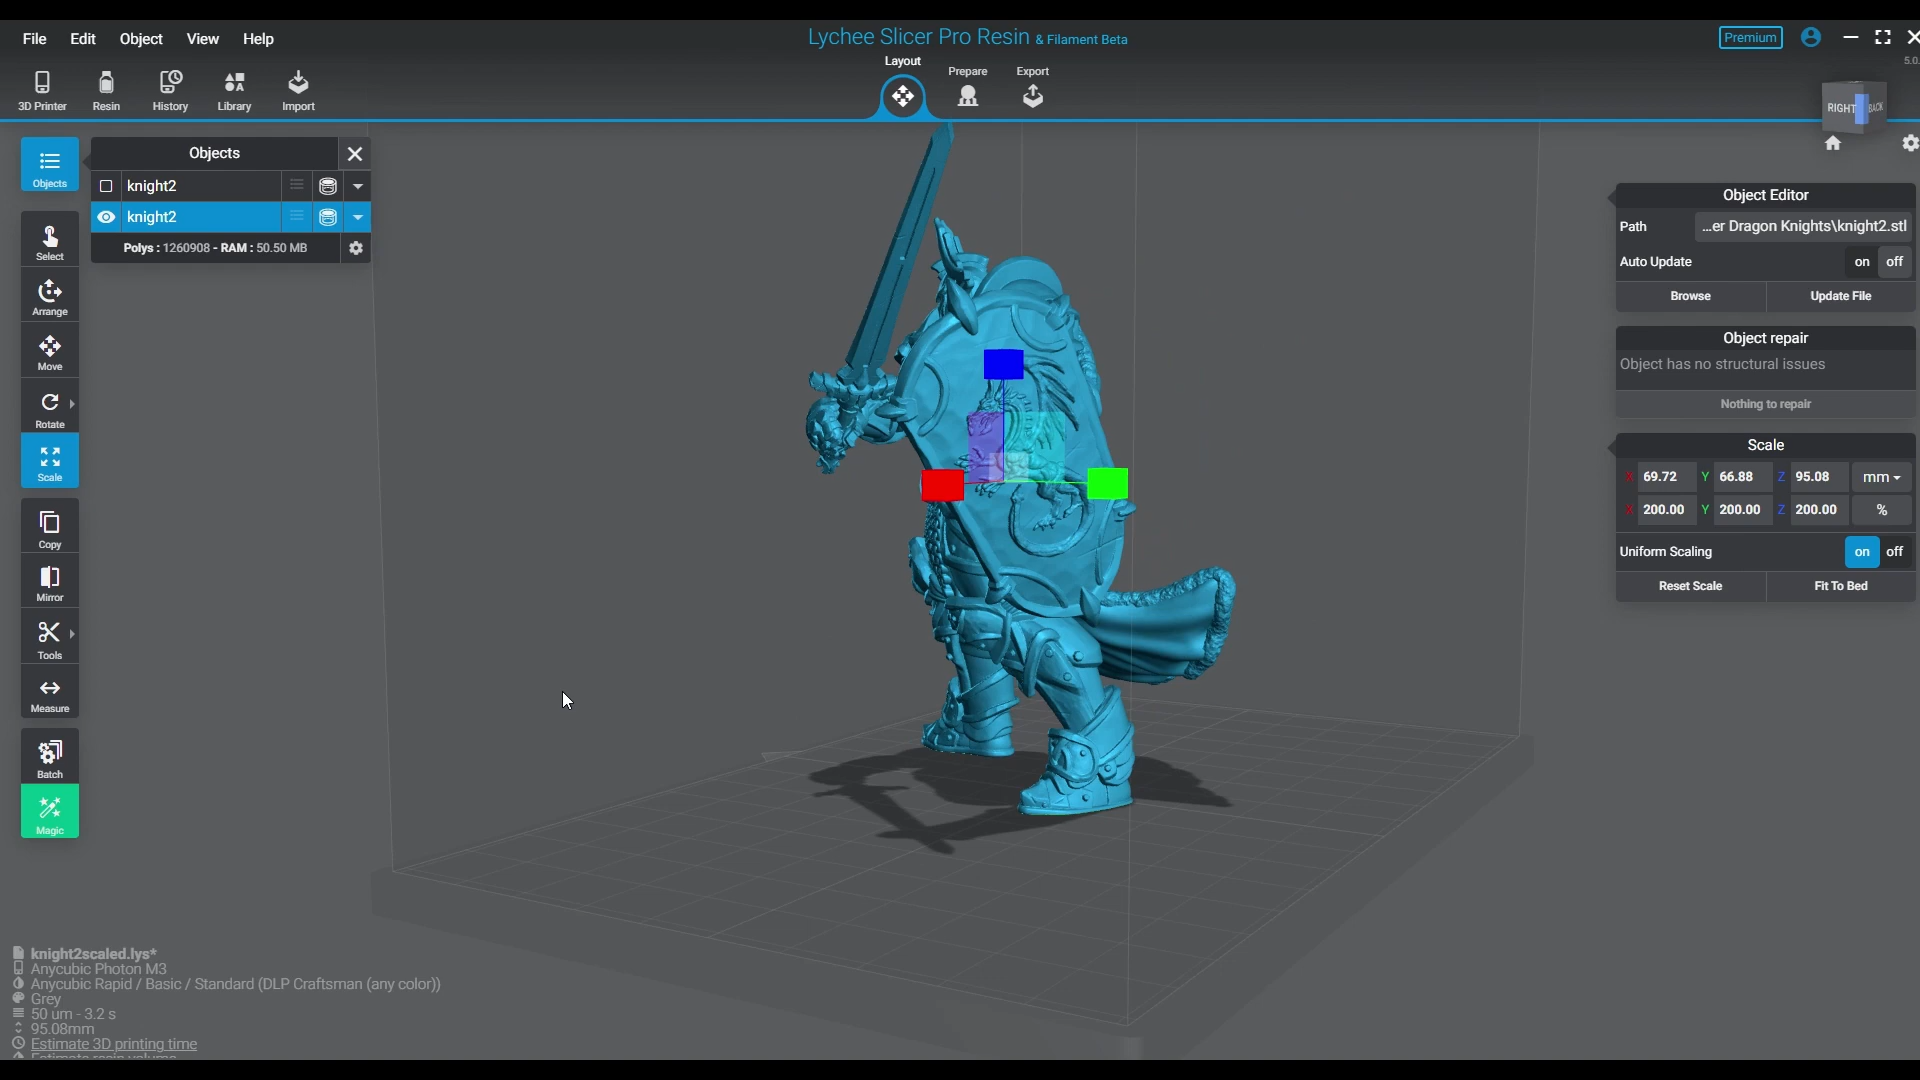 File Edit Object View Help
Lychee Slicer Pro Resin & Filament Beta
Premium
5.0.
3D Printer Resin History Library Import
Layout Prepare Export
RIGHT BACK
Objects
Objects
knight2
knight2
Polys : 1260908 - RAM : 50.50 MB
Select
Arrange
Move
Rotate
Scale
Copy
Mirror
Tools
Measure
Batch
Magic
Object Editor
Path ...er Dragon Knights\knight2.stl
Auto Update on off
Browse Update File
Object repair
Object has no structural issues
Nothing to repair
Scale
X 69.72 Y 66.88 Z 95.08 mm
X 200.00 Y 200.00 Z 200.00 %
Uniform Scaling on off
Reset Scale Fit To Bed
knight2scaled.lys*
Anycubic Photon M3
Anycubic Rapid / Basic / Standard (DLP Craftsman (any color))
Grey
50 um - 3.2 s
95.08mm
Estimate 3D printing time
Estimate resin volume